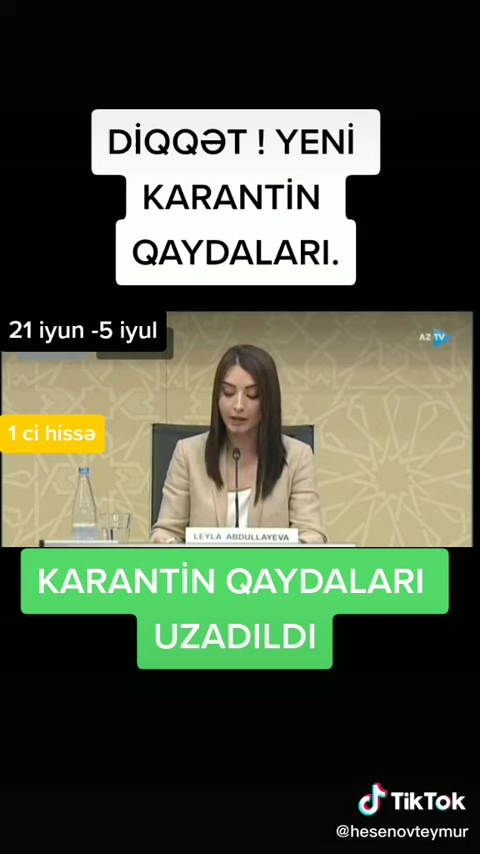 DİQQƏT ! YENİ
KARANTİN
QAYDALARI.
21 iyun -5 iyul
AZ TV
1 ci hissə
LEYLA ABDULLAYEVA
KARANTİN QAYDALARI
UZADILDI
TikTok
@hesenovteymur